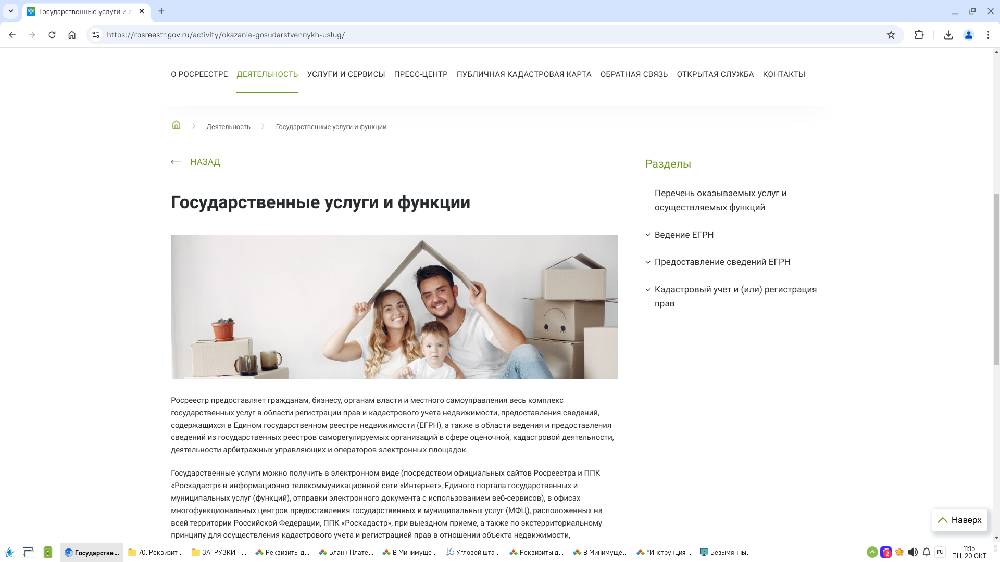 Государственные услуги и ф
https://rosreestr.gov.ru/activity/okazanie-gosudarstvennykh-uslug/
О РОСРЕЕСТРЕ ДЕЯТЕЛЬНОСТЬ УСЛУГИ И СЕРВИСЫ ПРЕСС-ЦЕНТР ПУБЛИЧНАЯ КАДАСТРОВАЯ КАРТА ОБРАТНАЯ СВЯЗЬ ОТКРЫТАЯ СЛУЖБА КОНТАКТЫ
Деятельность Государственные услуги и функции
НАЗАД
Государственные услуги и функции
Росреестр предоставляет гражданам, бизнесу, органам власти и местного самоуправления весь комплекс
государственных услуг в области регистрации прав и кадастрового учета недвижимости, предоставления сведений,
содержащихся в Едином государственном реестре недвижимости (ЕГРН), а также в области ведения и предоставления
сведений из государственных реестров саморегулируемых организаций в сфере оценочной, кадастровой деятельности,
деятельности арбитражных управляющих и операторов электронных площадок.
Государственные услуги можно получить в электронном виде (посредством официальных сайтов Росреестра и ППК
«Роскадастр» в информационно-телекоммуникационной сети «Интернет», Единого портала государственных и
муниципальных услуг (функций), отправки электронного документа с использованием веб-сервисов), в офисах
многофункциональных центров предоставления государственных и муниципальных услуг (МФЦ), расположенных на
всей территории Российской Федерации, ППК «Роскадастр», при выездном приеме, а также по экстерриториальному
принципу для осуществления кадастрового учета и регистрацией прав в отношении объекта недвижимости,
Разделы
Перечень оказываемых услуг и
осуществляемых функций
Ведение ЕГРН
Предоставление сведений ЕГРН
Кадастровый учет и (или) регистрация
прав
Наверх
Государстве... 70. Реквизит... ЗАГРУЗКИ - ... Реквизиты д... Бланк Плате... В Минимуще... Угловой шта... Реквизиты д... В Минимуще... *Инструкция... Безымянны...
2 ru 11:15
ПН, 20 ОКТ